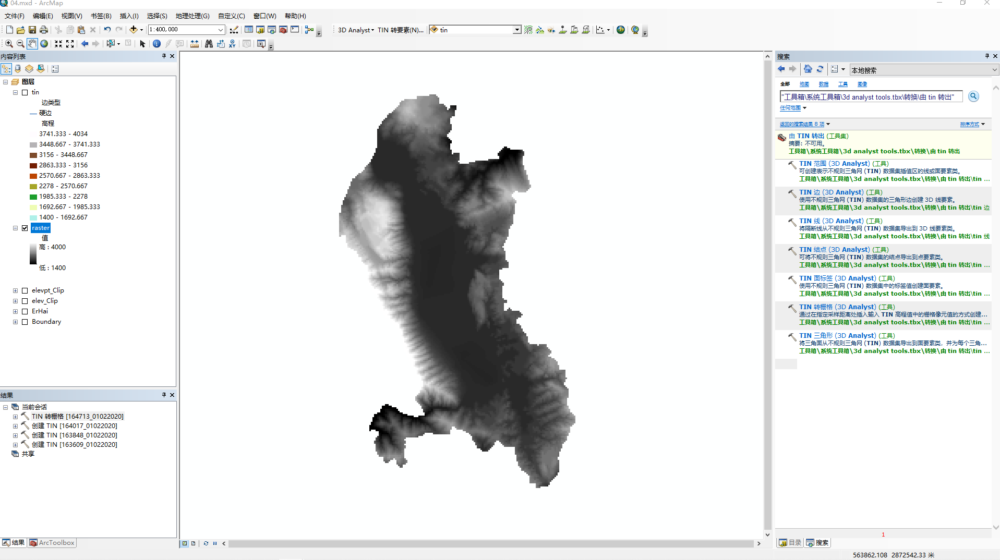 04.mxd - ArcMap
文件(F) 编辑(E) 视图(V) 书签(B) 插入(I) 选择(S) 地理处理(G) 自定义(C) 窗口(W) 帮助(H)
1:400,000
3D Analyst TIN 转要素(N)... tin
内容列表
图层
tin
边类型
硬边
高程
3741.333 - 4034
3448.667 - 3741.333
3156 - 3448.667
2863.333 - 3156
2570.667 - 2863.333
2278 - 2570.667
1985.333 - 2278
1692.667 - 1985.333
1400 - 1692.667
raster
值
高 : 4000
低 : 1400
elevpt_Clip
elev_Clip
ErHai
Boundary
结果
当前会话
TIN 转栅格 [164713_01022020]
创建 TIN [164017_01022020]
创建 TIN [163848_01022020]
创建 TIN [163609_01022020]
共享
结果 ArcToolbox
搜索
本地搜索
全部 地图 数据 工具 图像
"工具箱\系统工具箱\3d analyst tools.tbx\转换\由 tin 转出"
任何范围
返回的搜索结果 8 项 排序方式
由 TIN 转出 (工具集)
摘要: 不可用。
工具箱\系统工具箱\3d analyst tools.tbx\转换\由 tin 转出
TIN 范围 (3D Analyst) (工具)
可创建表示不规则三角网 (TIN) 数据集插值区的线或面要素类。
工具箱\系统工具箱\3d analyst tools.tbx\转换\由 tin 转出\tin ...
TIN 边 (3D Analyst) (工具)
使用不规则三角网 (TIN) 数据集的三角形边创建 3D 线要素。
工具箱\系统工具箱\3d analyst tools.tbx\转换\由 tin 转出\tin 边
TIN 线 (3D Analyst) (工具)
将隔断线从不规则三角网 (TIN) 数据集导出到 3D 线要素类。
工具箱\系统工具箱\3d analyst tools.tbx\转换\由 tin 转出\tin 线
TIN 结点 (3D Analyst) (工具)
可将不规则三角网 (TIN) 数据集的结点导出到点要素类。
工具箱\系统工具箱\3d analyst tools.tbx\转换\由 tin 转出\tin ...
TIN 面标签 (3D Analyst) (工具)
使用不规则三角网 (TIN) 数据集中的标签值创建面要素。
工具箱\系统工具箱\3d analyst tools.tbx\转换\由 tin 转出\tin ...
TIN 转栅格 (3D Analyst) (工具)
通过在指定采样距离处插入输入 TIN 高程值中的栅格像元值的方式创建...
工具箱\系统工具箱\3d analyst tools.tbx\转换\由 tin 转出\tin ...
TIN 三角形 (3D Analyst) (工具)
将三角面从不规则三角网 (TIN) 数据集导出到面要素类，并为每个三角...
工具箱\系统工具箱\3d analyst tools.tbx\转换\由 tin 转出\tin ...
1
目录 搜索
563862.108 2872542.33 米